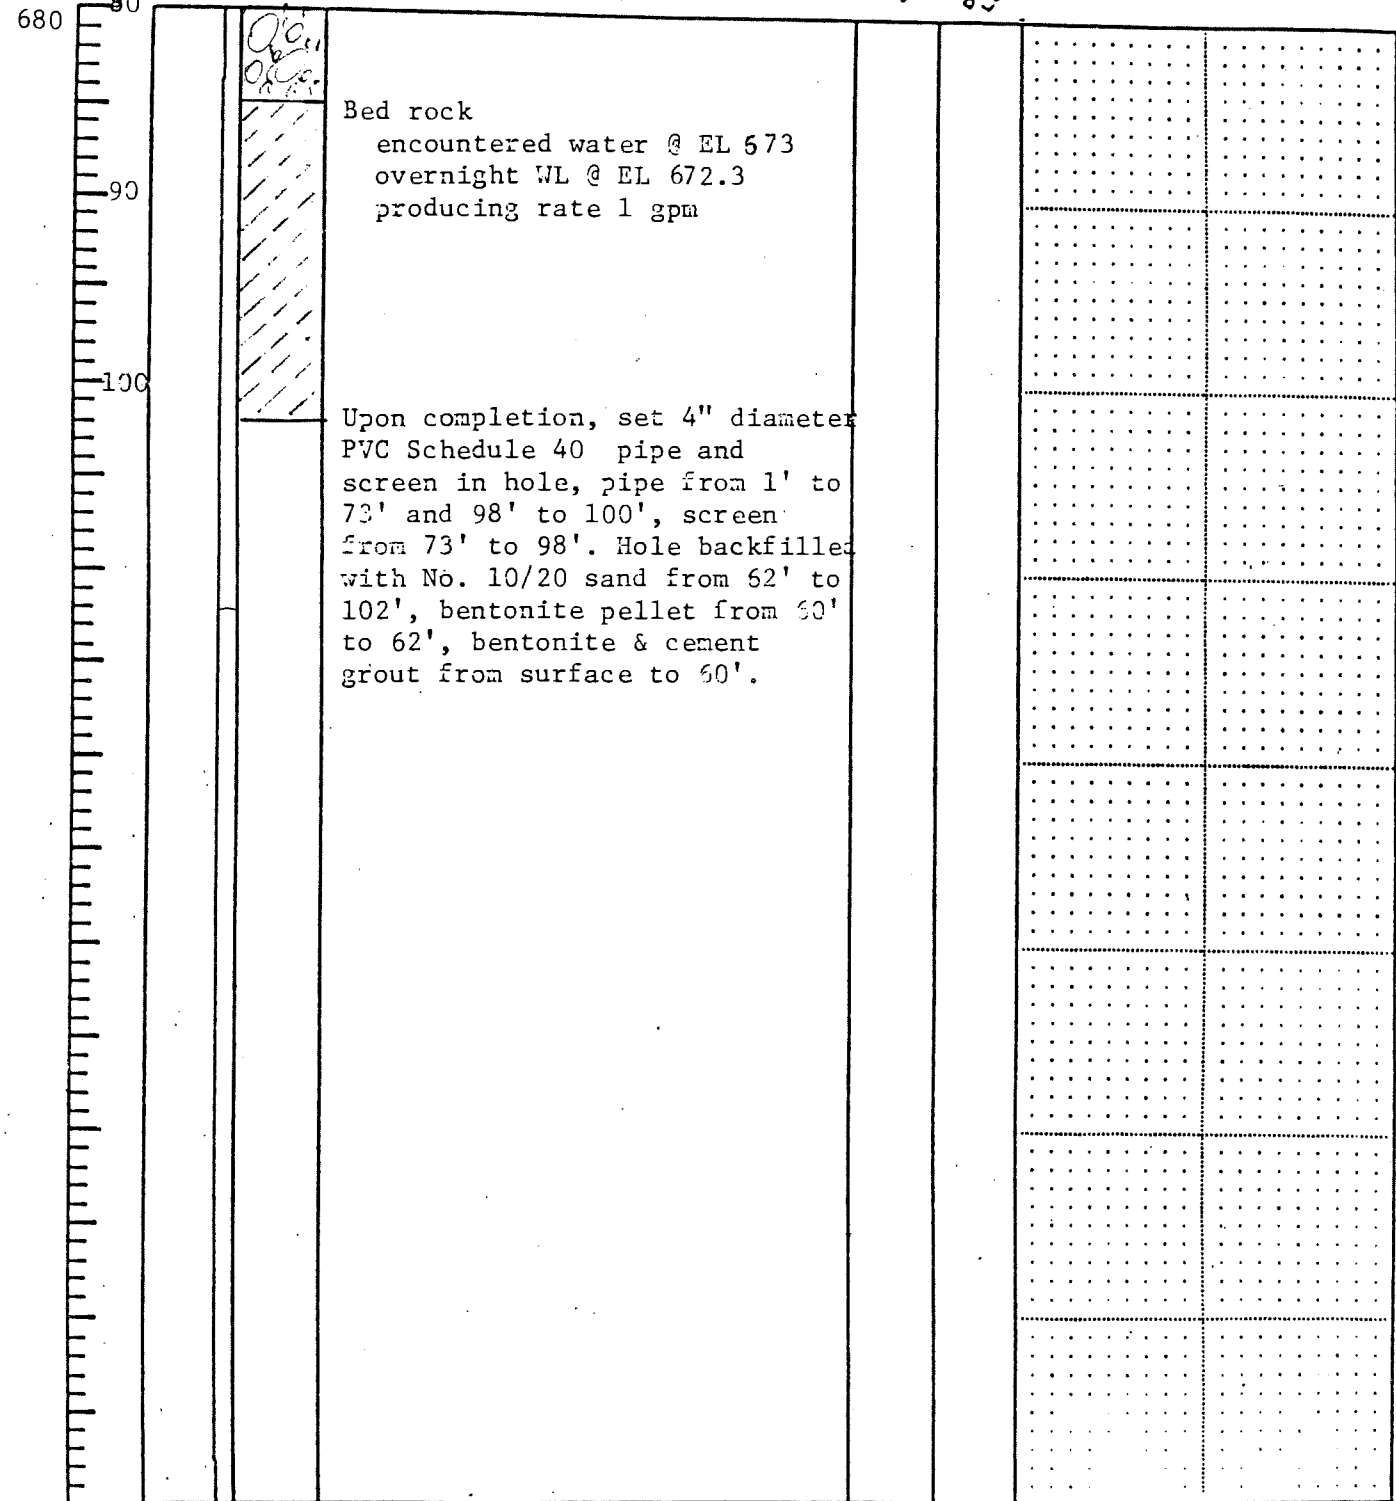 680 80
Bed rock
encountered water @ EL 673
overnight WL @ EL 672.3
90
producing rate 1 gpm
100
Upon completion, set 4" diameter
PVC Schedule 40 pipe and
screen in hole, pipe from 1' to
73' and 98' to 100', screen
from 73' to 98'. Hole backfilled
with No. 10/20 sand from 62' to
102', bentonite pellet from 60'
to 62', bentonite & cement
grout from surface to 60'.